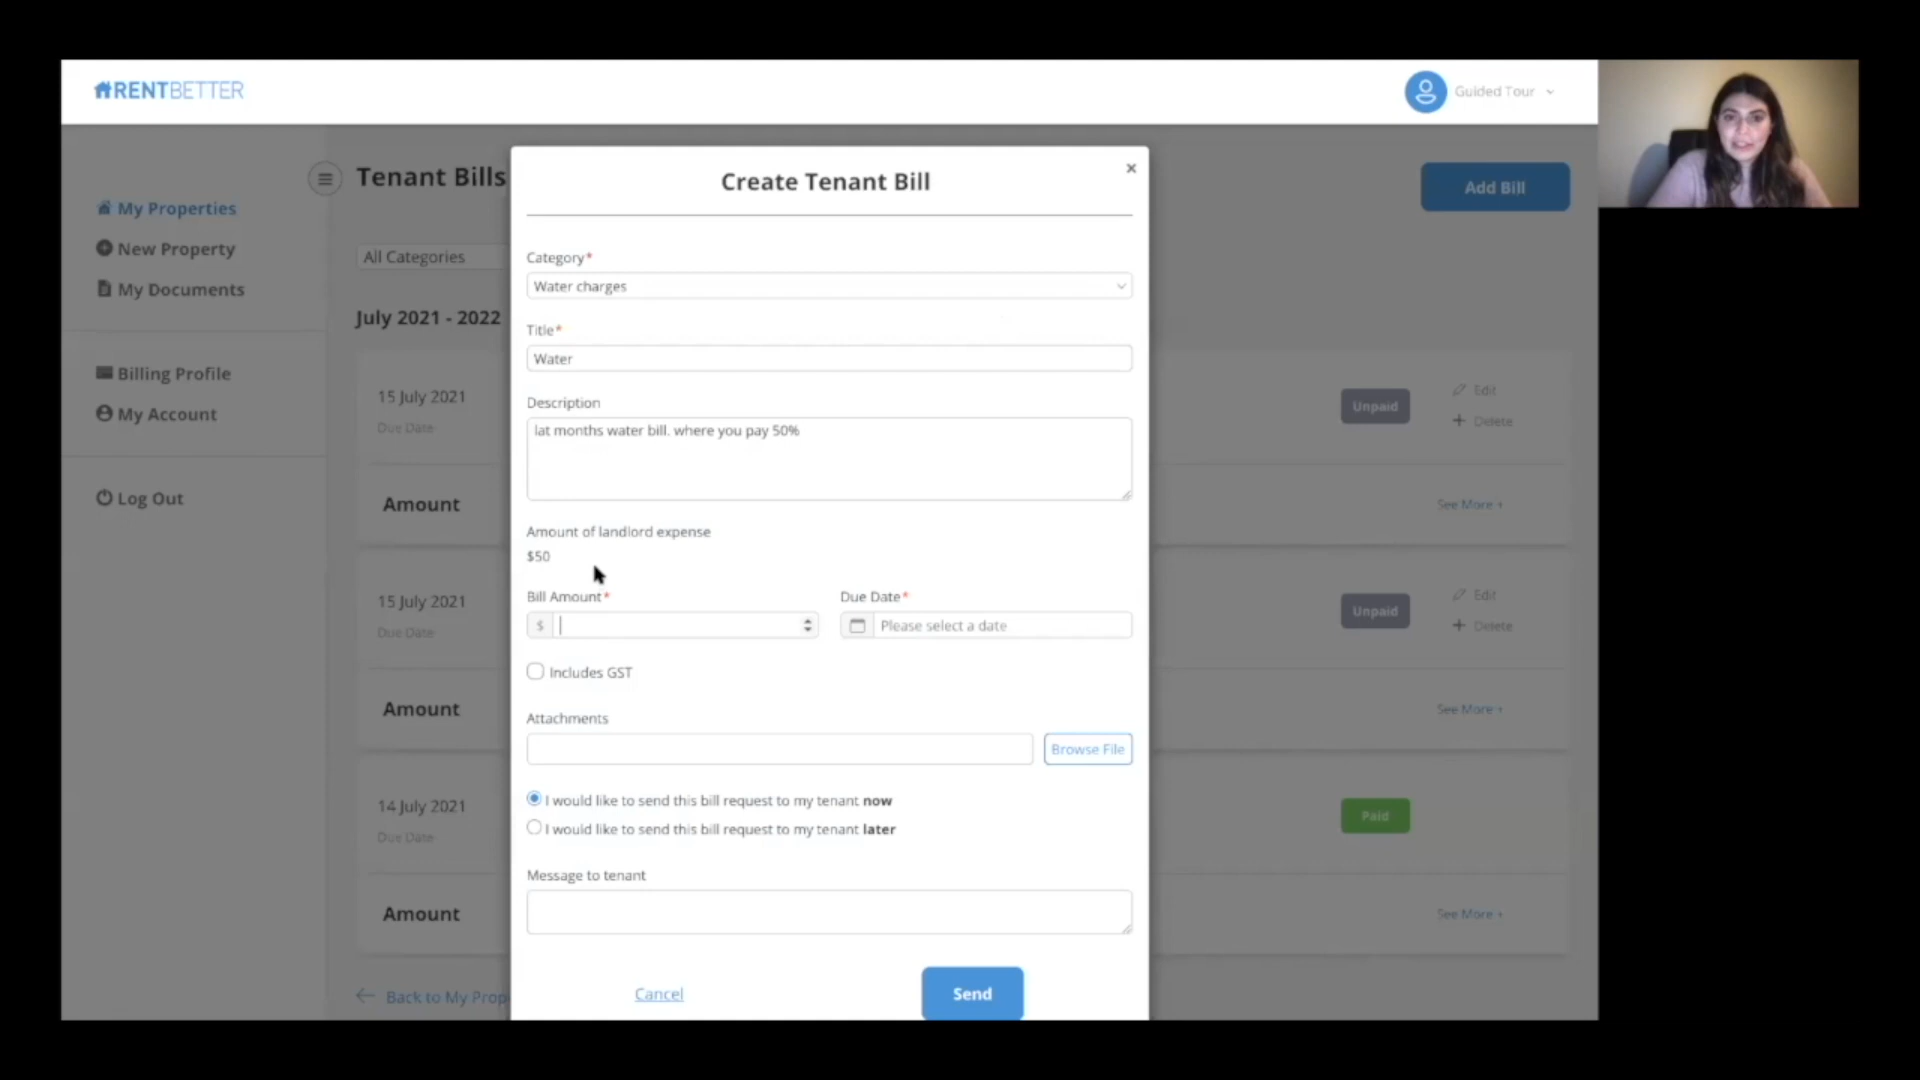 RENTBETTER
Guided Tour
My Properties
New Property
My Documents
Billing Profile
My Account
Log Out
Tenant Bills
Add Bill
All Categories
July 2021 - 2022
15 July 2021
Due Date
Unpaid
Edit
Delete
Amount
See More +
15 July 2021
Due Date
Unpaid
Edit
Delete
Amount
See More +
14 July 2021
Due Date
Paid
Amount
See More +
Back to My Prop
Create Tenant Bill
×
Category*
Water charges
Title*
Water
Description
lat months water bill. where you pay 50%
Amount of landlord expense
$50
Bill Amount*
$
Due Date*
Please select a date
Includes GST
Attachments
Browse File
I would like to send this bill request to my tenant now
I would like to send this bill request to my tenant later
Message to tenant
Cancel
Send